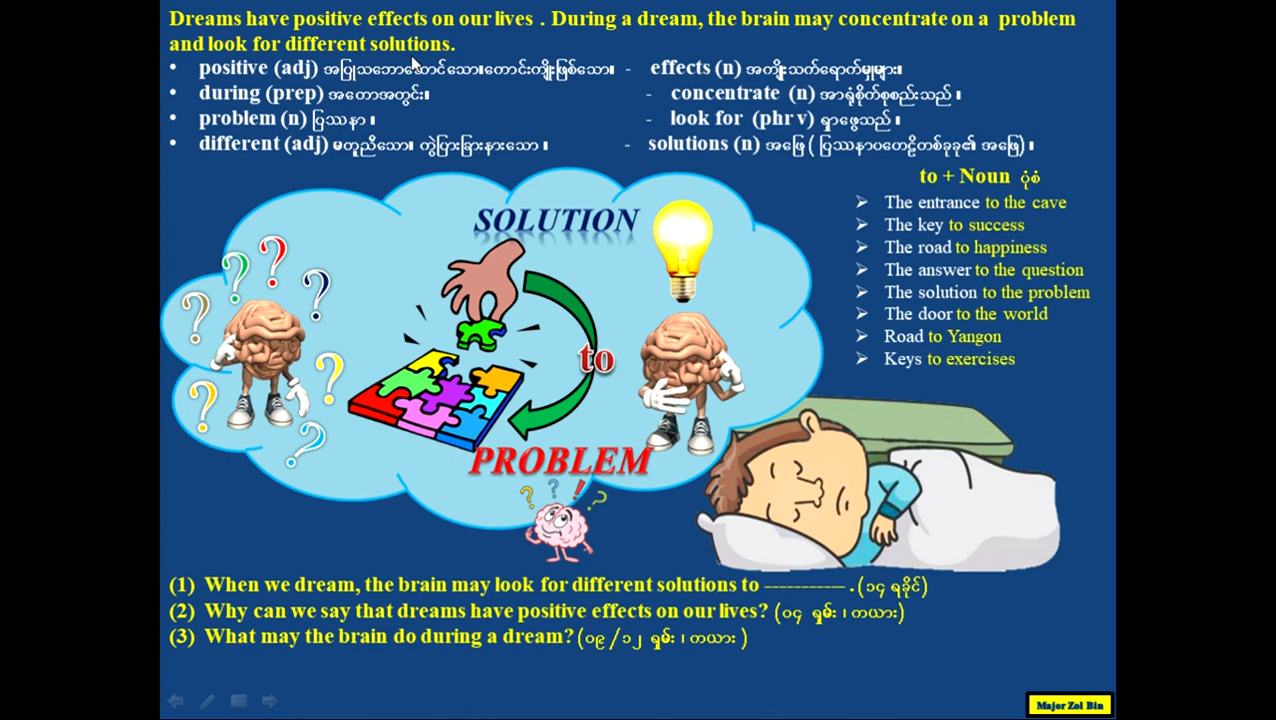 Dreams have positive effects on our lives . During a dream, the brain may concentrate on a problem
and look for different solutions.
• positive (adj) အပြုသဘောဆောင်သော။ကောင်းကျိုးဖြစ်သော။ - effects (n) အကျိုးသက်ရောက်မှုများ။
• during (prep) အတောအတွင်း။ - concentrate (n) အာရုံစိုက်စုစည်းသည် ။
• problem (n) ပြဿနာ ။ - look for (phr v) ရှာဖွေသည် ။
• different (adj) မတူညီသော။ ကွဲပြားခြားနားသော ။ - solutions (n) အဖြေ ( ပြဿနာပဟေဠိတစ်ခုခု၏ အဖြေ) ။
to + Noun ပုံစံ
➢ The entrance to the cave
➢ The key to success
➢ The road to happiness
➢ The answer to the question
➢ The solution to the problem
➢ The door to the world
➢ Road to Yangon
➢ Keys to exercises
SOLUTION
to
PROBLEM
(1) When we dream, the brain may look for different solutions to ----------- . (၁၄ ရခိုင်)
(2) Why can we say that dreams have positive effects on our lives? (၀၄ ရှမ်း ၊ ကယား)
(3) What may the brain do during a dream? (၀၉ /၁၂ ရှမ်း ၊ ကယား )
Major Zol Bin